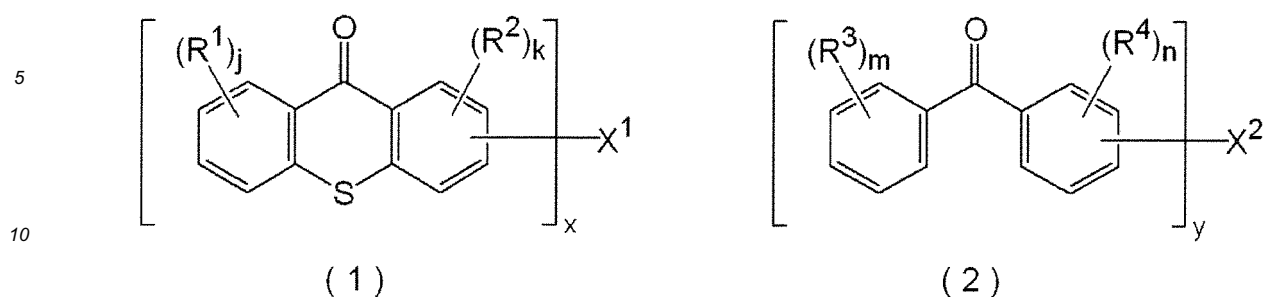 O O
(R¹)j (R²)k (R³)m (R⁴)n
5
X¹ X²
S
x y
10
( 1 ) ( 2 )